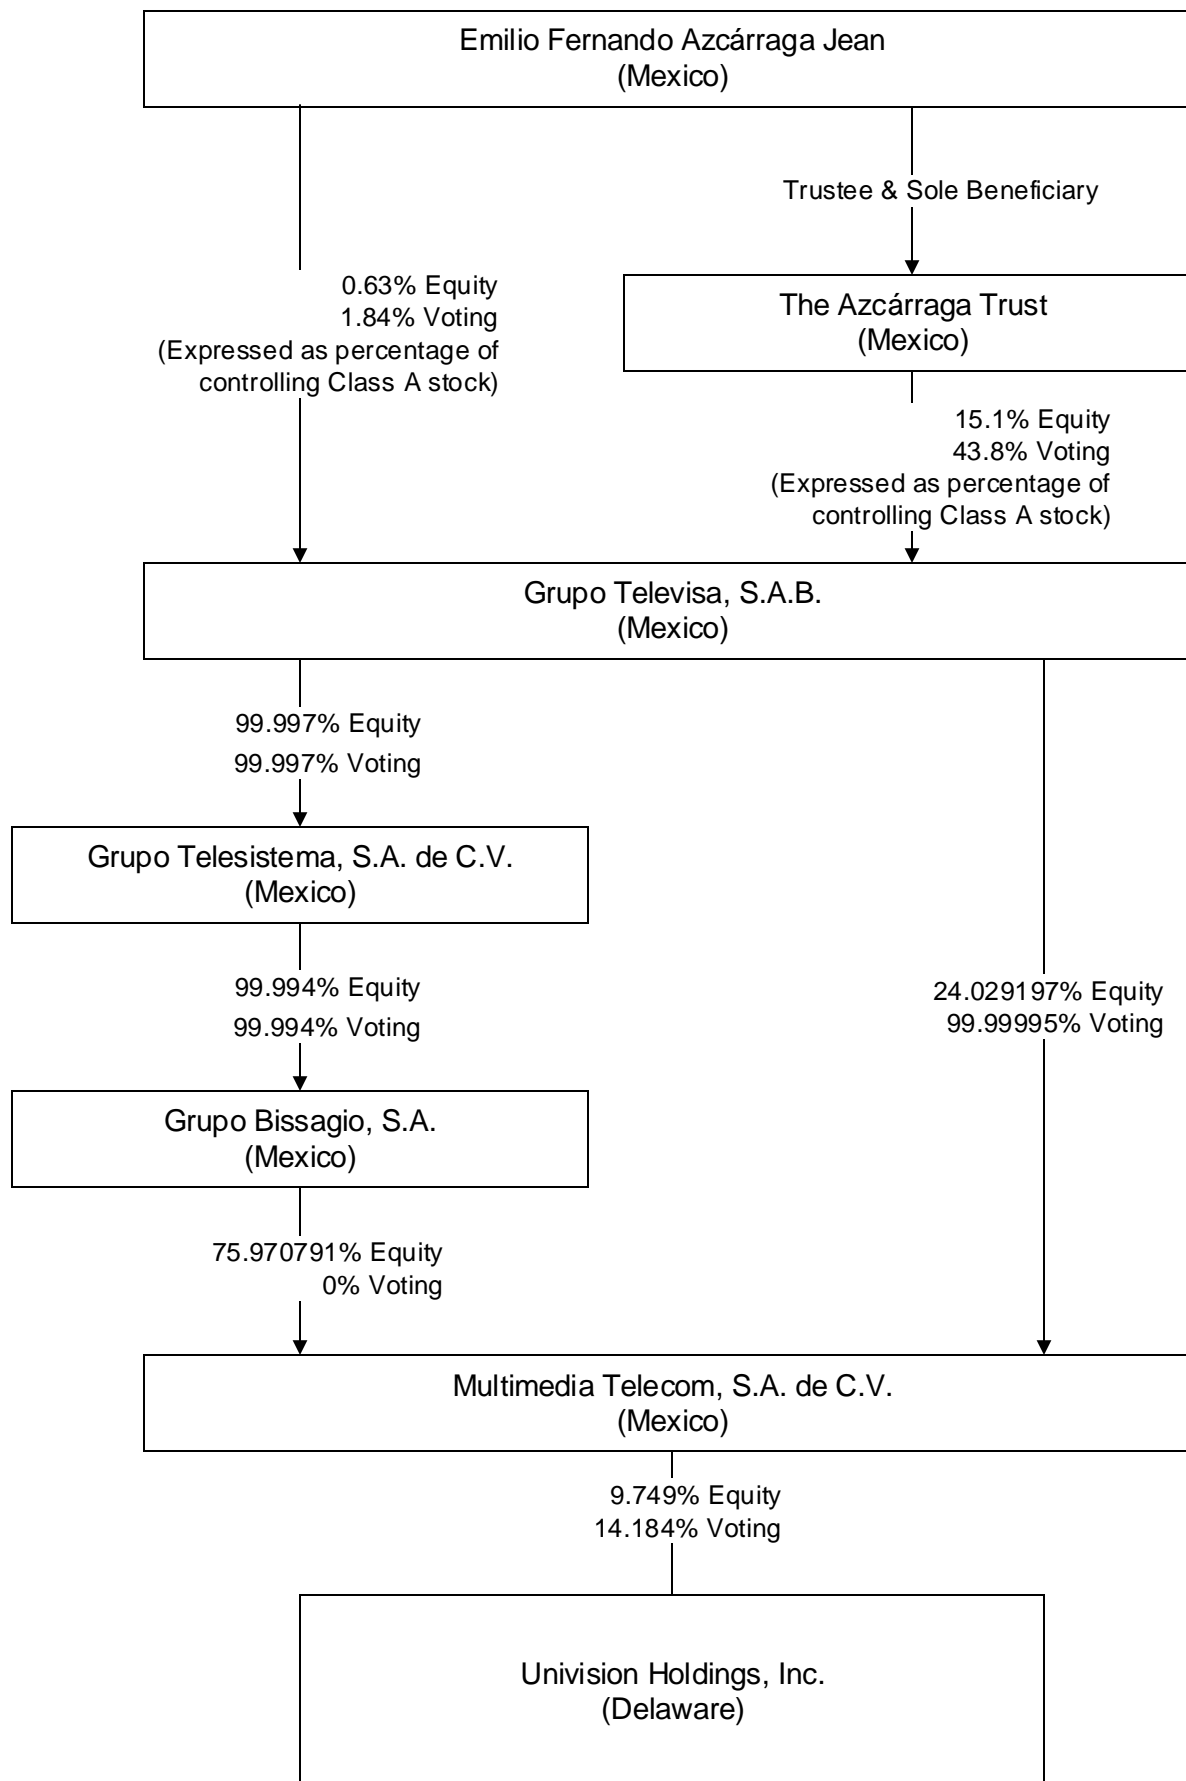 Emilio Fernando Azcárraga Jean
(Mexico)
Trustee & Sole Beneficiary
0.63% Equity
1.84% Voting
(Expressed as percentage of
controlling Class A stock)
The Azcárraga Trust
(Mexico)
15.1% Equity
43.8% Voting
(Expressed as percentage of
controlling Class A stock)
Grupo Televisa, S.A.B.
(Mexico)
99.997% Equity
99.997% Voting
Grupo Telesistema, S.A. de C.V.
(Mexico)
99.994% Equity
99.994% Voting
24.029197% Equity
99.99995% Voting
Grupo Bissagio, S.A.
(Mexico)
75.970791% Equity
0% Voting
Multimedia Telecom, S.A. de C.V.
(Mexico)
9.749% Equity
14.184% Voting
Univision Holdings, Inc.
(Delaware)